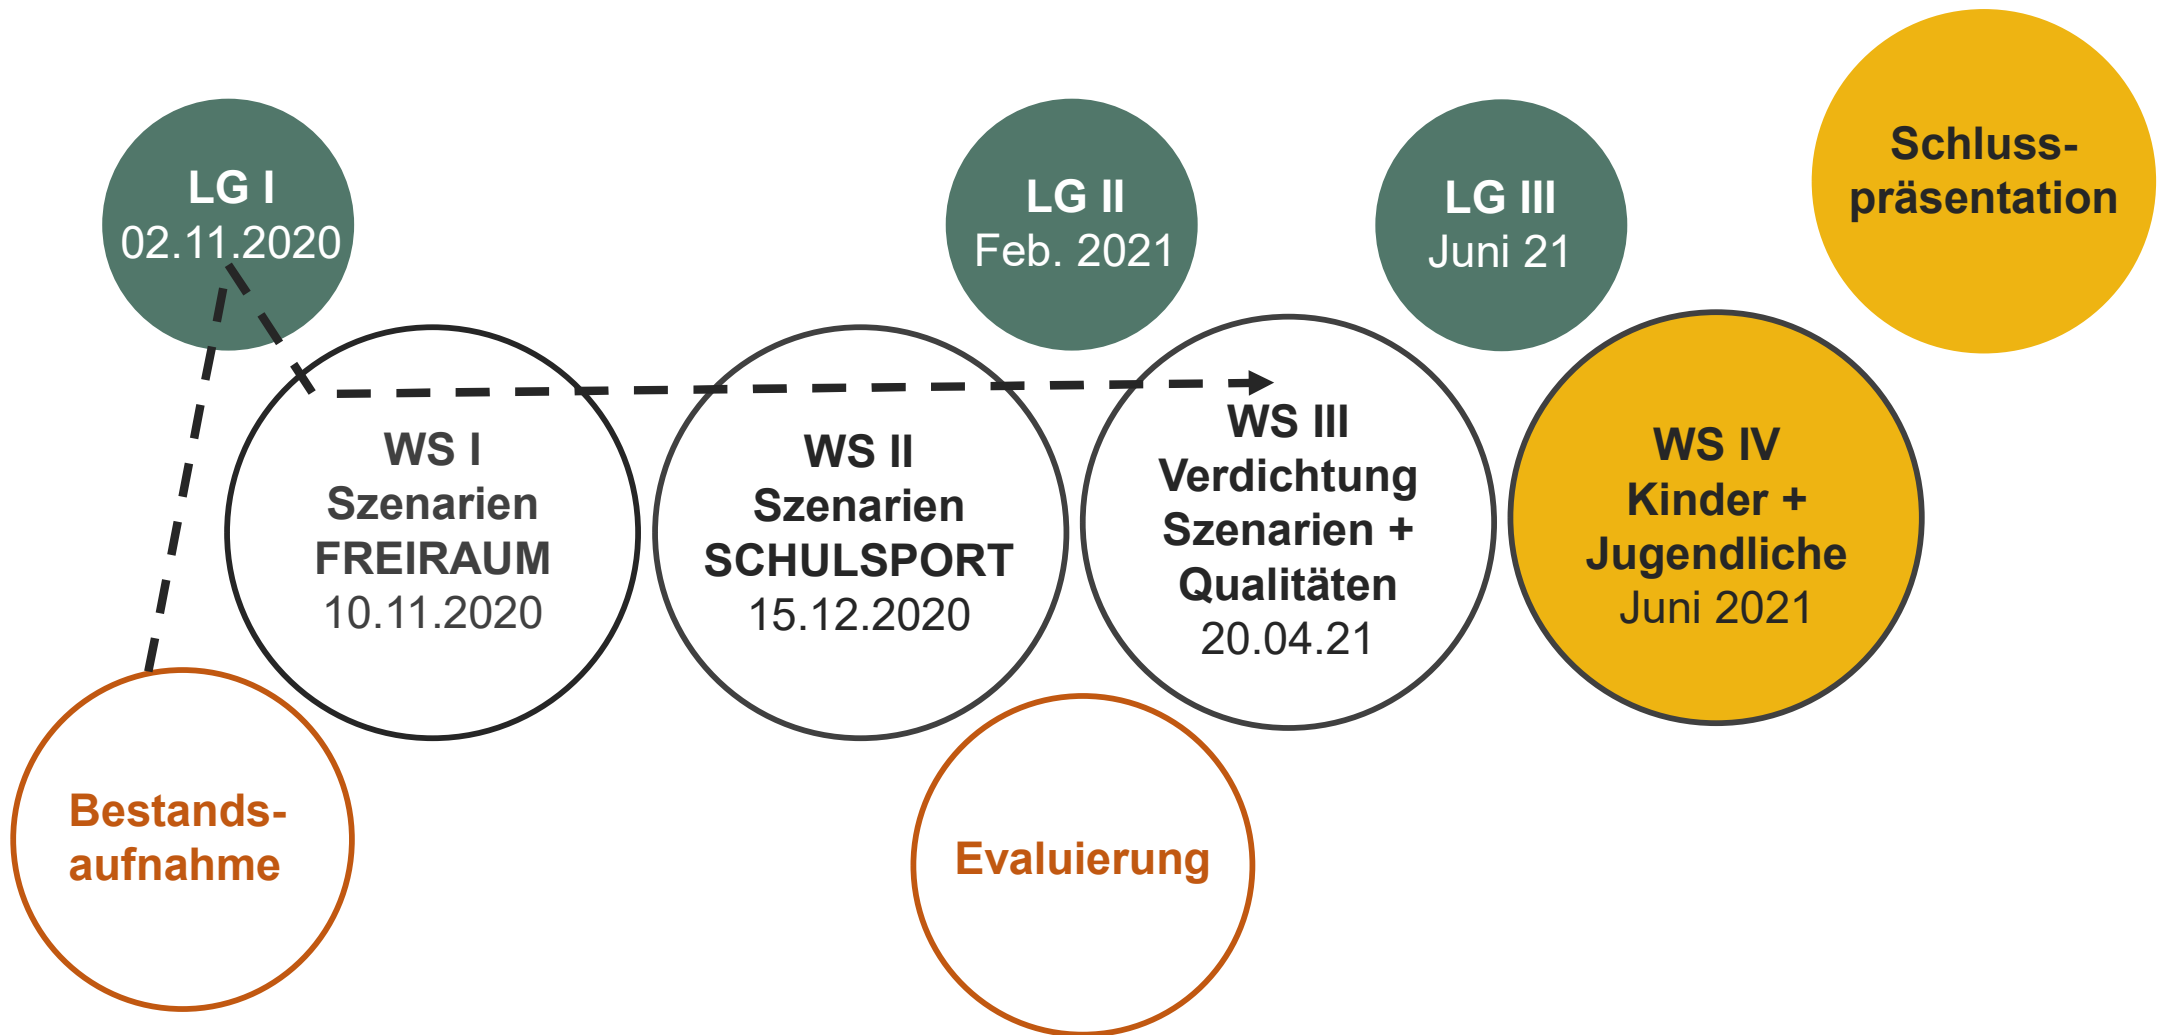 LG I
02.11.2020
LG II
Feb. 2021
LG III
Juni 21
Schluss-
präsentation
WS I
Szenarien
FREIRAUM
10.11.2020
WS II
Szenarien
SCHULSPORT
15.12.2020
WS III
Verdichtung
Szenarien +
Qualitäten
20.04.21
WS IV
Kinder +
Jugendliche
Juni 2021
Bestands-
aufnahme
Evaluierung